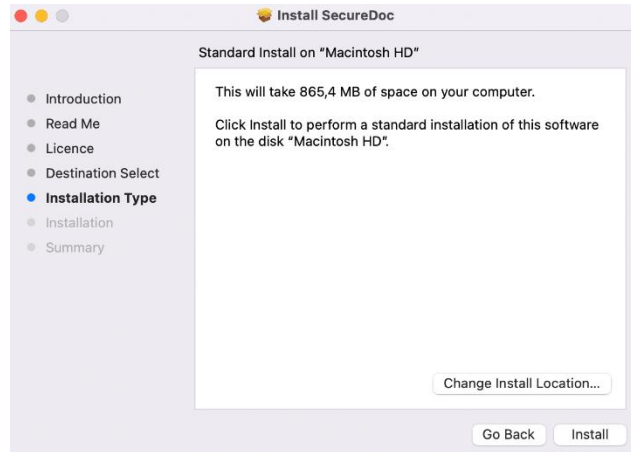 Install SecureDoc
Standard Install on “Macintosh HD”
Introduction
Read Me
Licence
Destination Select
Installation Type
Installation
Summary
This will take 865,4 MB of space on your computer.
Click Install to perform a standard installation of this software
on the disk “Macintosh HD”.
Change Install Location...
Go Back
Install